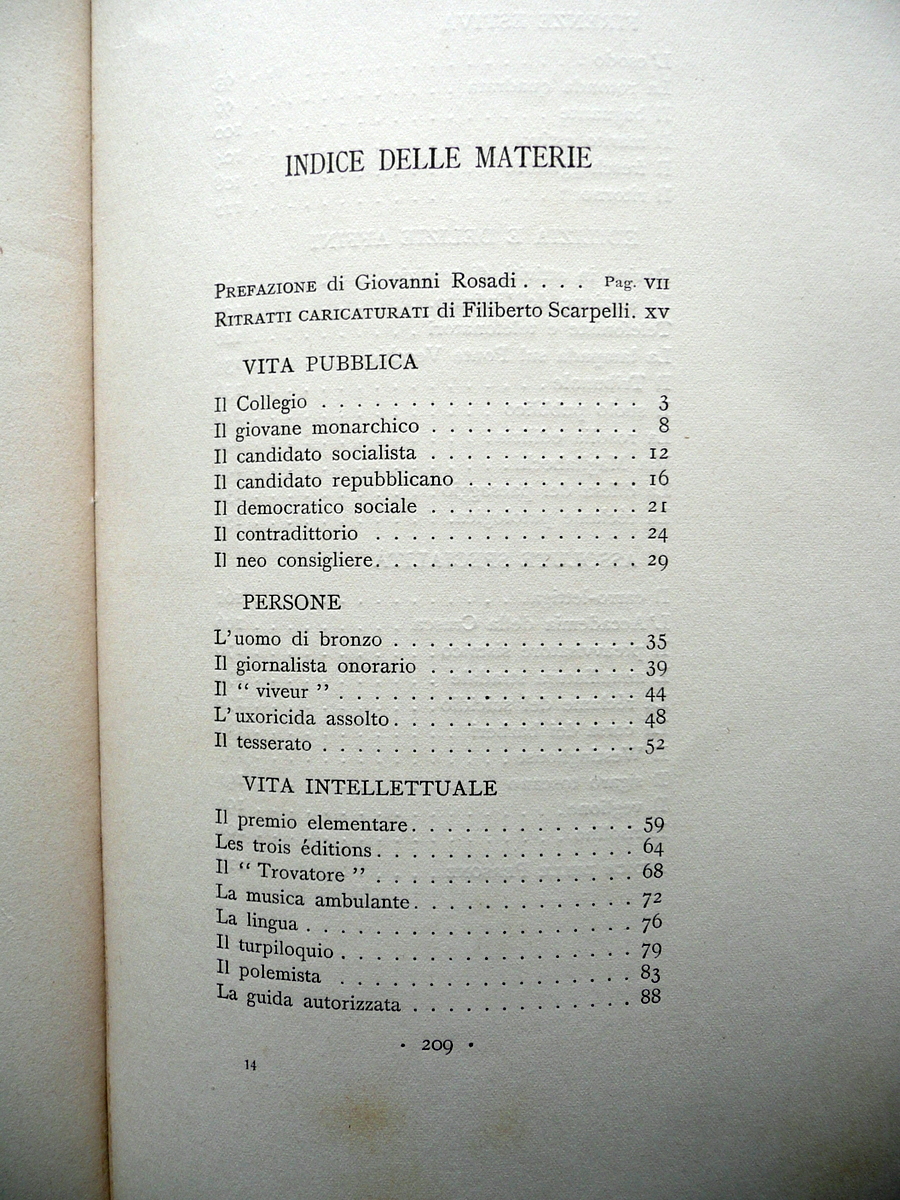 INDICE DELLE MATERIE
PREFAZIONE di Giovanni Rosadi . . . . Pag. VII
RITRATTI CARICATURATI di Filiberto Scarpelli. XV
VITA PUBBLICA
Il Collegio . . . . . . . . . . . . . . . . . . 3
Il giovane monarchico . . . . . . . . . . . . 8
Il candidato socialista . . . . . . . . . . . . 12
Il candidato repubblicano . . . . . . . . . . 16
Il democratico sociale . . . . . . . . . . . . 21
Il contradittorio . . . . . . . . . . . . . . . 24
Il neo consigliere. . . . . . . . . . . . . . . 29
PERSONE
L'uomo di bronzo . . . . . . . . . . . . . . 35
Il giornalista onorario . . . . . . . . . . . . 39
Il “ viveur ” . . . . . . . . . . . . . . . . . 44
L'uxoricida assolto. . . . . . . . . . . . . . 48
Il tesserato . . . . . . . . . . . . . . . . . . 52
VITA INTELLETTUALE
Il premio elementare. . . . . . . . . . . . . 59
Les trois éditions. . . . . . . . . . . . . . . 64
Il “ Trovatore ” . . . . . . . . . . . . . . . 68
La musica ambulante. . . . . . . . . . . . . 72
La lingua . . . . . . . . . . . . . . . . . . . 76
Il turpiloquio . . . . . . . . . . . . . . . . . 79
Il polemista . . . . . . . . . . . . . . . . . 83
La guida autorizzata . . . . . . . . . . . . . 88
· 209 ·
14